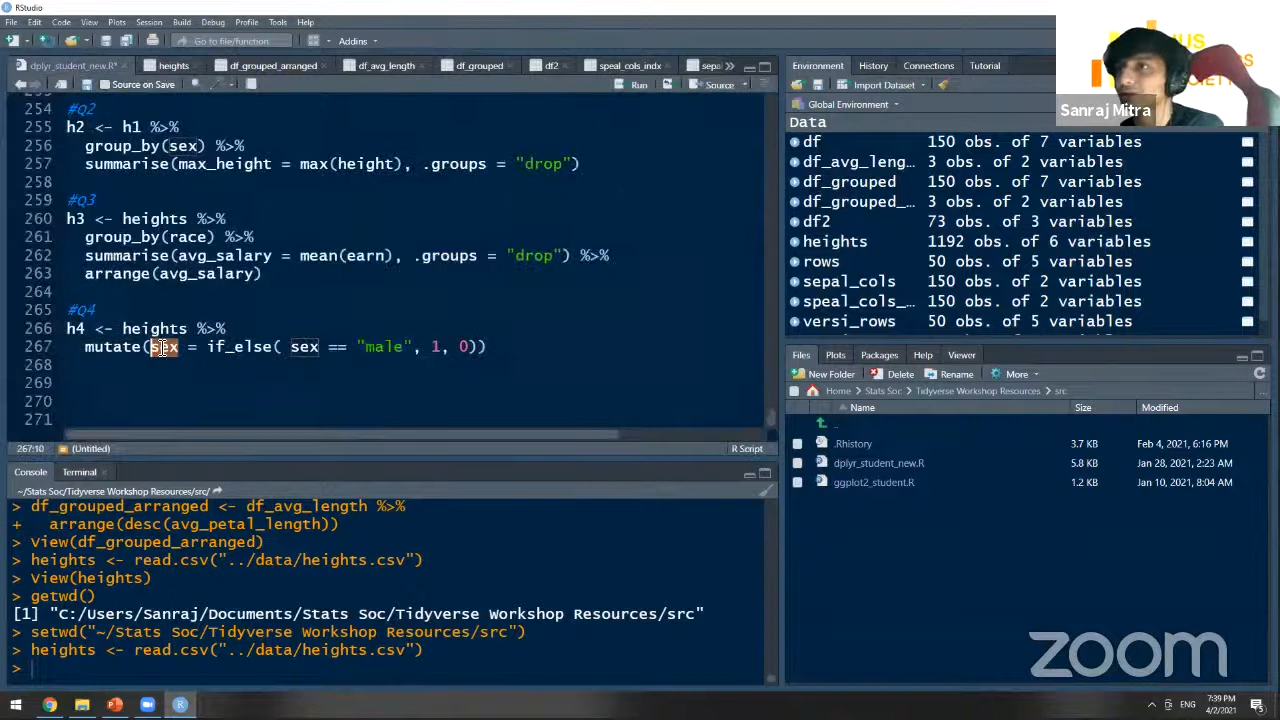 RStudio
File Edit Code View Plots Session Build Debug Profile Tools Help
Go to file/function Addins
dplyr_student_new.R* heights df_grouped_arranged df_avg_length df_grouped df2 speal_cols_indx sepa
Source on Save Run Source
254 #Q2
255 h2 <- h1 %>%
256 group_by(sex) %>%
257 summarise(max_height = max(height), .groups = "drop")
258
259 #Q3
260 h3 <- heights %>%
261 group_by(race) %>%
262 summarise(avg_salary = mean(earn), .groups = "drop") %>%
263 arrange(avg_salary)
264
265 #Q4
266 h4 <- heights %>%
267 mutate(sex = if_else( sex == "male", 1, 0))
268
269
270
271
267:10 (Untitled) R Script
Console Terminal
~/Stats Soc/Tidyverse Workshop Resources/src/
> df_grouped_arranged <- df_avg_length %>%
+ arrange(desc(avg_petal_length))
> View(df_grouped_arranged)
> heights <- read.csv("../data/heights.csv")
> View(heights)
> getwd()
[1] "C:/Users/Sanraj/Documents/Stats Soc/Tidyverse Workshop Resources/src"
> setwd("~/Stats Soc/Tidyverse Workshop Resources/src")
> heights <- read.csv("../data/heights.csv")
>
Sanraj Mitra
Environment History Connections Tutorial
Import Dataset
Global Environment
Data
df 150 obs. of 7 variables
df_avg_leng… 3 obs. of 2 variables
df_grouped 150 obs. of 7 variables
df_grouped_… 3 obs. of 2 variables
df2 73 obs. of 3 variables
heights 1192 obs. of 6 variables
rows 50 obs. of 5 variables
sepal_cols 150 obs. of 2 variables
speal_cols_… 150 obs. of 2 variables
versi_rows 50 obs. of 5 variables
Files Plots Packages Help Viewer
New Folder Delete Rename More
Home Stats Soc Tidyverse Workshop Resources src
Name Size Modified
..
.Rhistory 3.7 KB Feb 4, 2021, 6:16 PM
dplyr_student_new.R 5.8 KB Jan 28, 2021, 2:23 AM
ggplot2_student.R 1.2 KB Jan 10, 2021, 8:04 AM
zoom
ENG 7:39 PM
4/2/2021 5